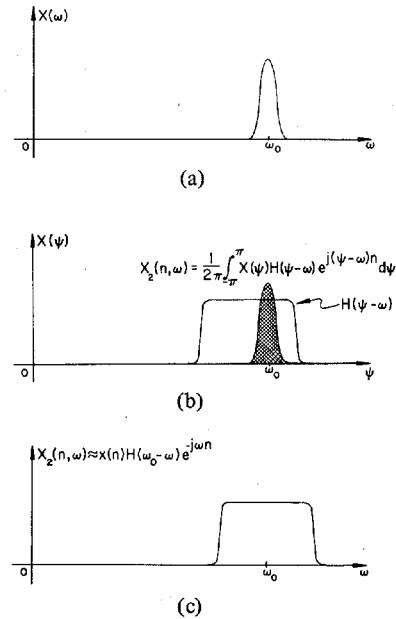 X(ω)
0
ω₀
ω
(a)
X(ψ)
X₂(n,ω) = 1/2π ∫_{-π}^{π} X(ψ)H(ψ-ω) e^{j(ψ-ω)n} dψ
H(ψ-ω)
0
ω₀
ψ
(b)
X₂(n,ω)≈x(n)H(ω₀-ω)e^{-jωn}
0
ω₀
ω
(c)